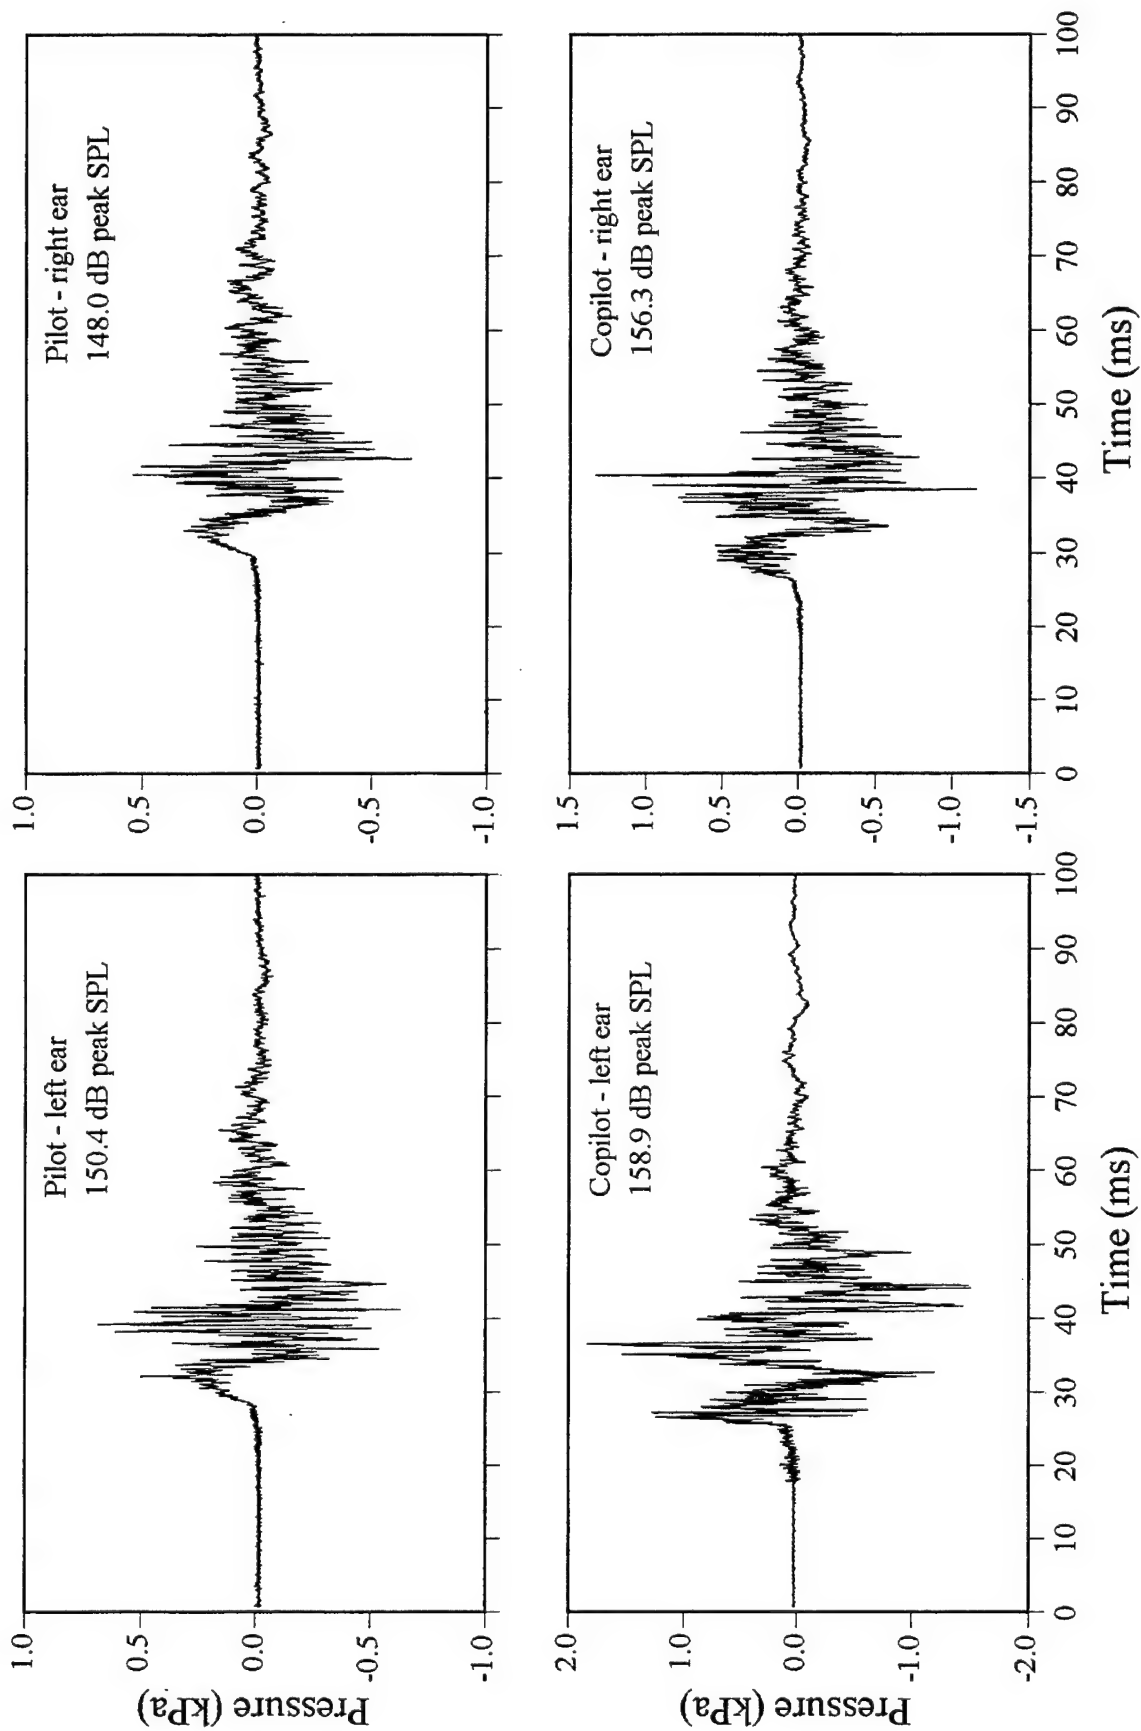 Pressure (kPa)
1.0
0.5
0.0
-0.5
-1.0
Pilot - left ear
150.4 dB peak SPL
1.0
0.5
0.0
-0.5
-1.0
Pilot - right ear
148.0 dB peak SPL
Pressure (kPa)
2.0
1.0
0.0
-1.0
-2.0
Copilot - left ear
158.9 dB peak SPL
0 10 20 30 40 50 60 70 80 90 100
Time (ms)
1.5
1.0
0.5
0.0
-0.5
-1.0
-1.5
Copilot - right ear
156.3 dB peak SPL
0 10 20 30 40 50 60 70 80 90 100
Time (ms)